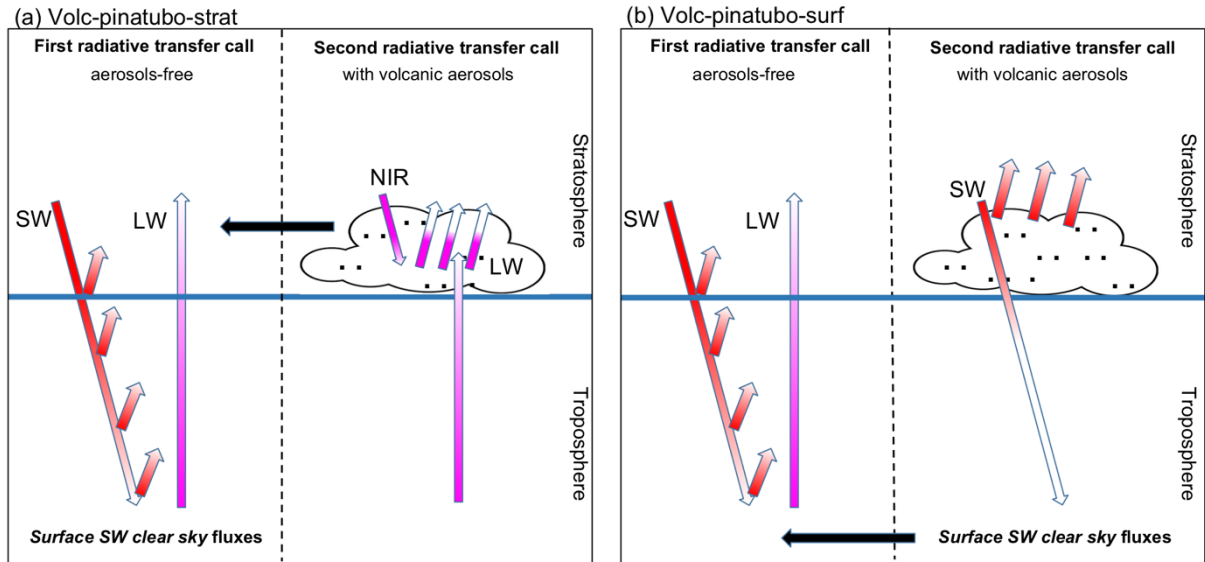 (a) Volc-pinatubo-strat
First radiative transfer call
aerosols-free
Second radiative transfer call
with volcanic aerosols
Stratosphere
SW
LW
NIR
LW
Troposphere
Surface SW clear sky fluxes
(b) Volc-pinatubo-surf
First radiative transfer call
aerosols-free
Second radiative transfer call
with volcanic aerosols
Stratosphere
SW
LW
SW
Troposphere
Surface SW clear sky fluxes